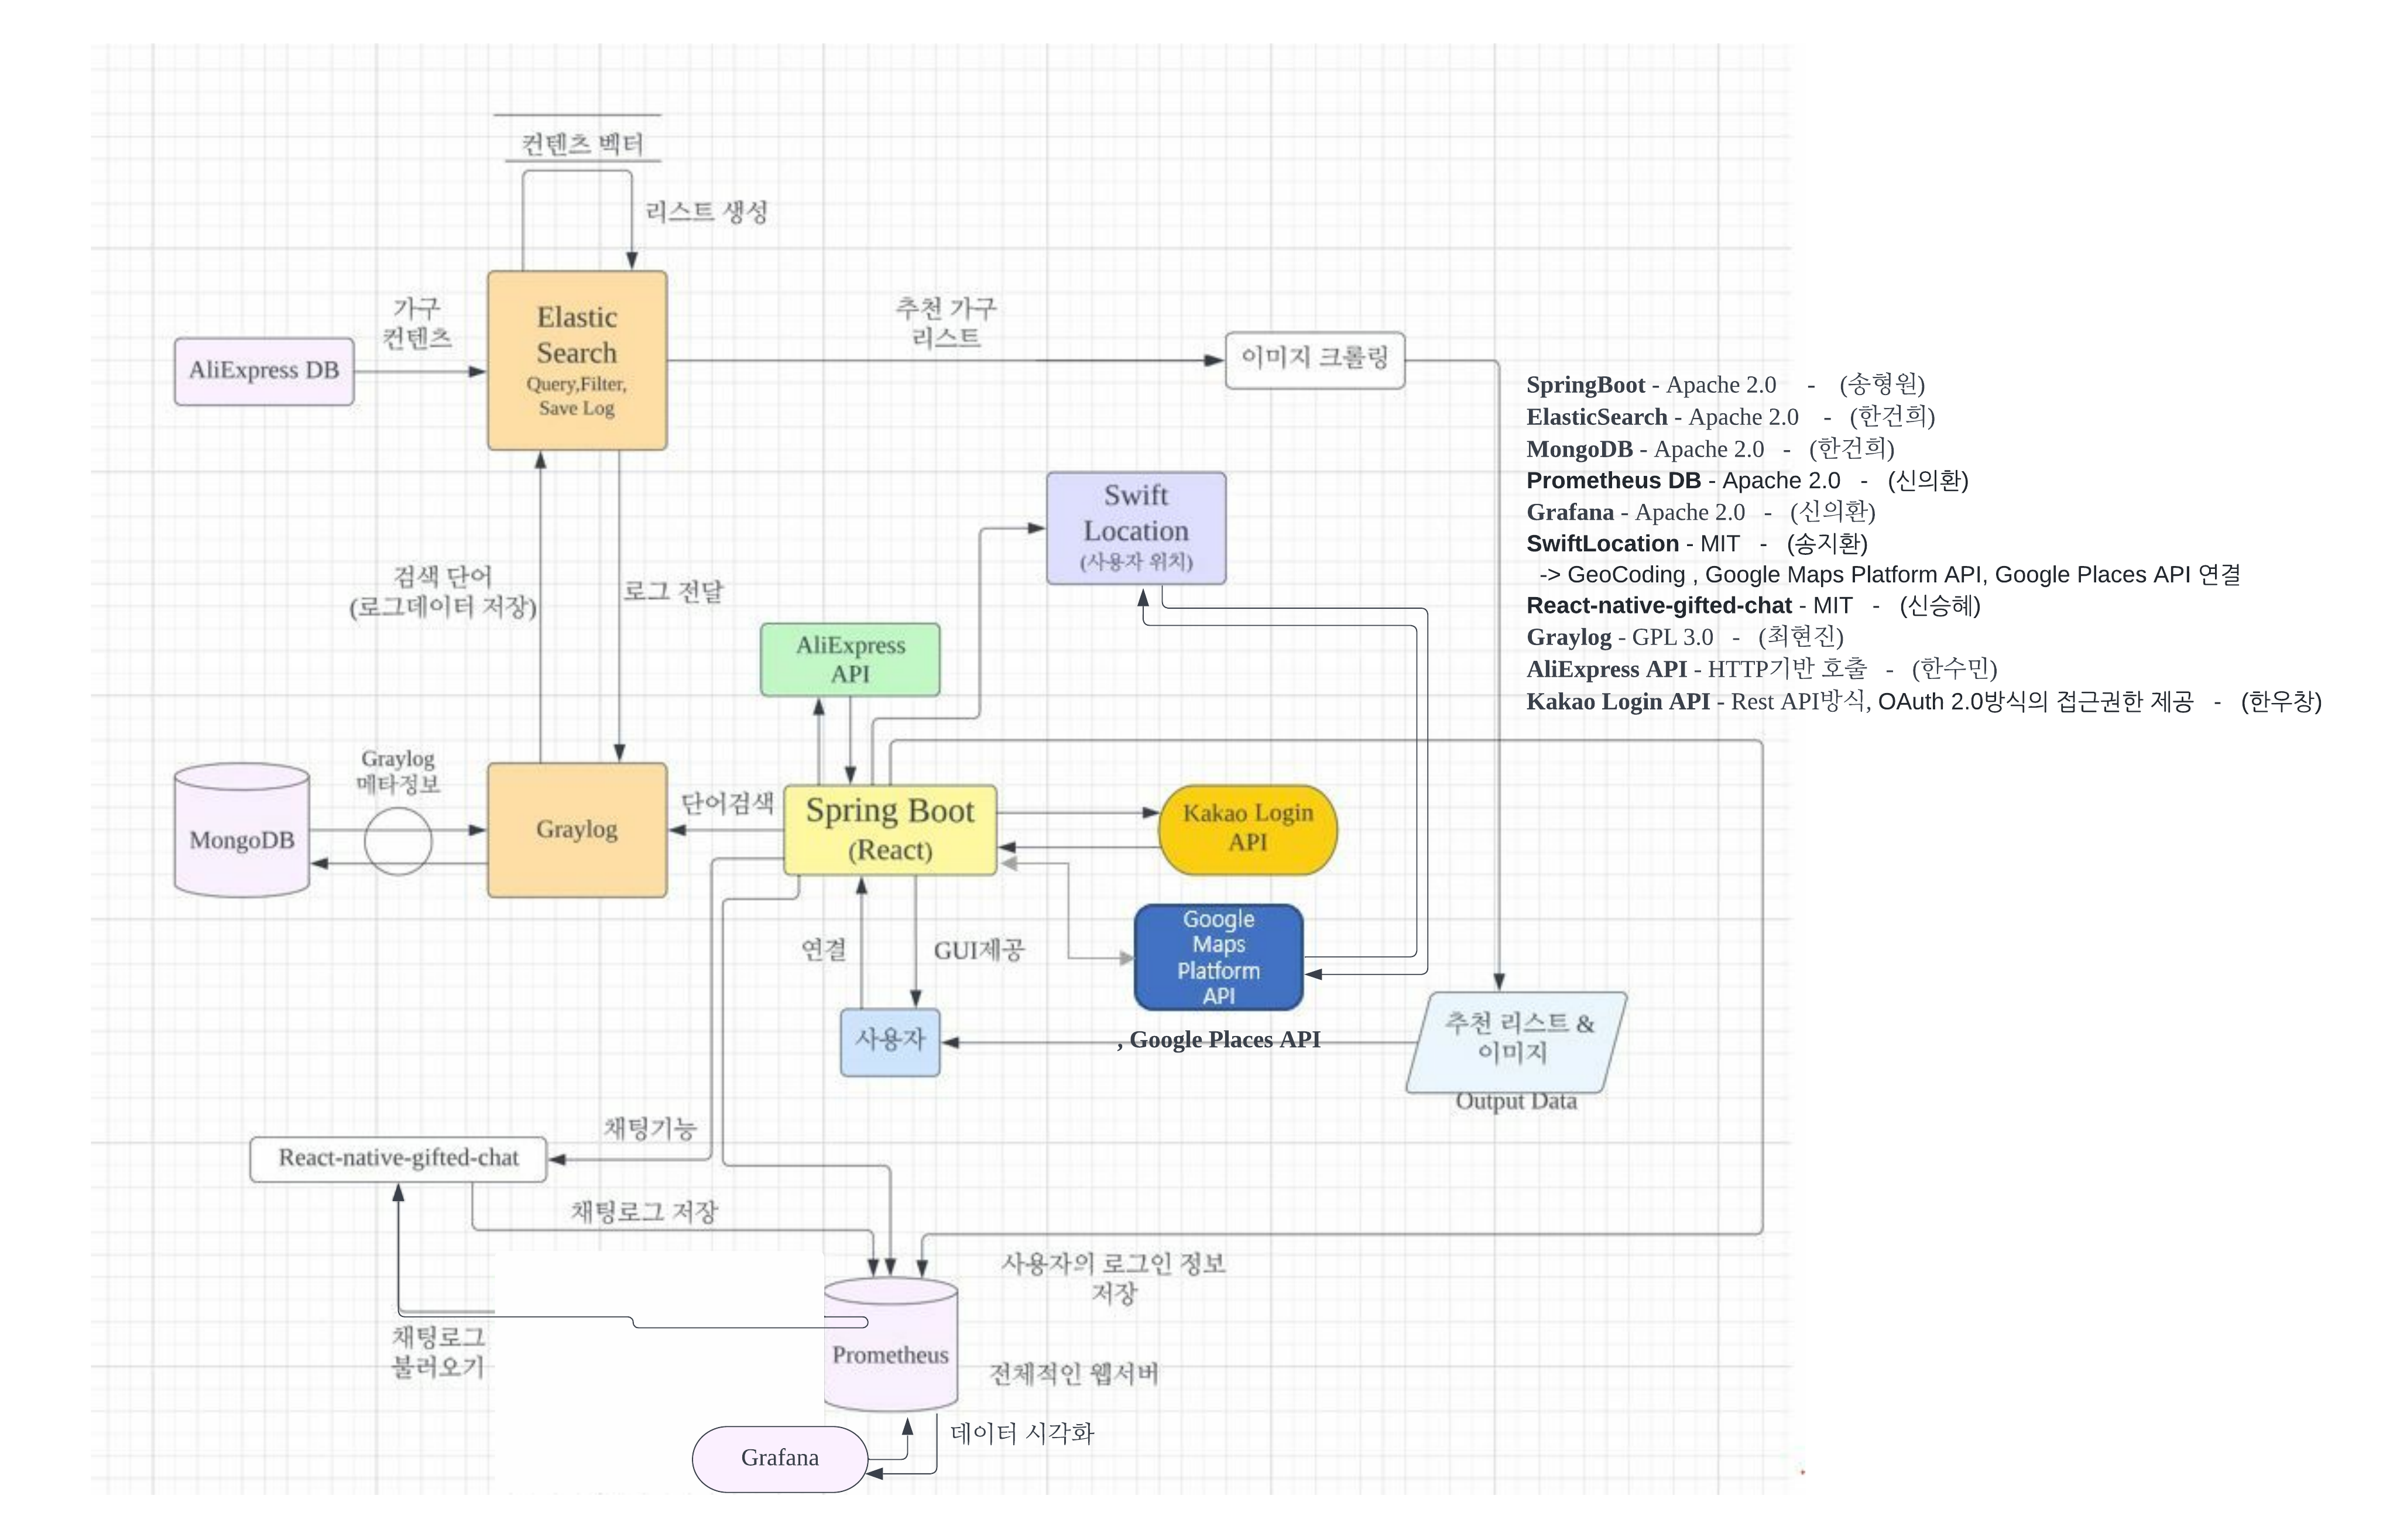 컨텐츠 벡터
리스트 생성
가구
컨텐츠
Elastic
Search
Query,Filter,
Save Log
AliExpress DB
추천 가구
리스트
이미지 크롤링
SpringBoot - Apache 2.0 - (송형원)
ElasticSearch - Apache 2.0 - (한건희)
MongoDB - Apache 2.0 - (한건희)
Prometheus DB - Apache 2.0 - (신의환)
Grafana - Apache 2.0 - (신의환)
SwiftLocation - MIT - (송지환)
-> GeoCoding , Google Maps Platform API, Google Places API 연결
React-native-gifted-chat - MIT - (신승혜)
Graylog - GPL 3.0 - (최현진)
AliExpress API - HTTP기반 호출 - (한수민)
Kakao Login API - Rest API방식, OAuth 2.0방식의 접근권한 제공 - (한우창)
Swift
Location
(사용자 위치)
검색 단어
(로그데이터 저장)
로그 전달
AliExpress
API
Graylog
메타정보
MongoDB
Graylog
단어검색
Spring Boot
(React)
Kakao Login
API
연결
GUI제공
Google
Maps
Platform
API
사용자
, Google Places API
추천 리스트 &
이미지
Output Data
채팅기능
React-native-gifted-chat
채팅로그 저장
사용자의 로그인 정보
저장
채팅로그
불러오기
Prometheus
전체적인 웹서버
데이터 시각화
Grafana